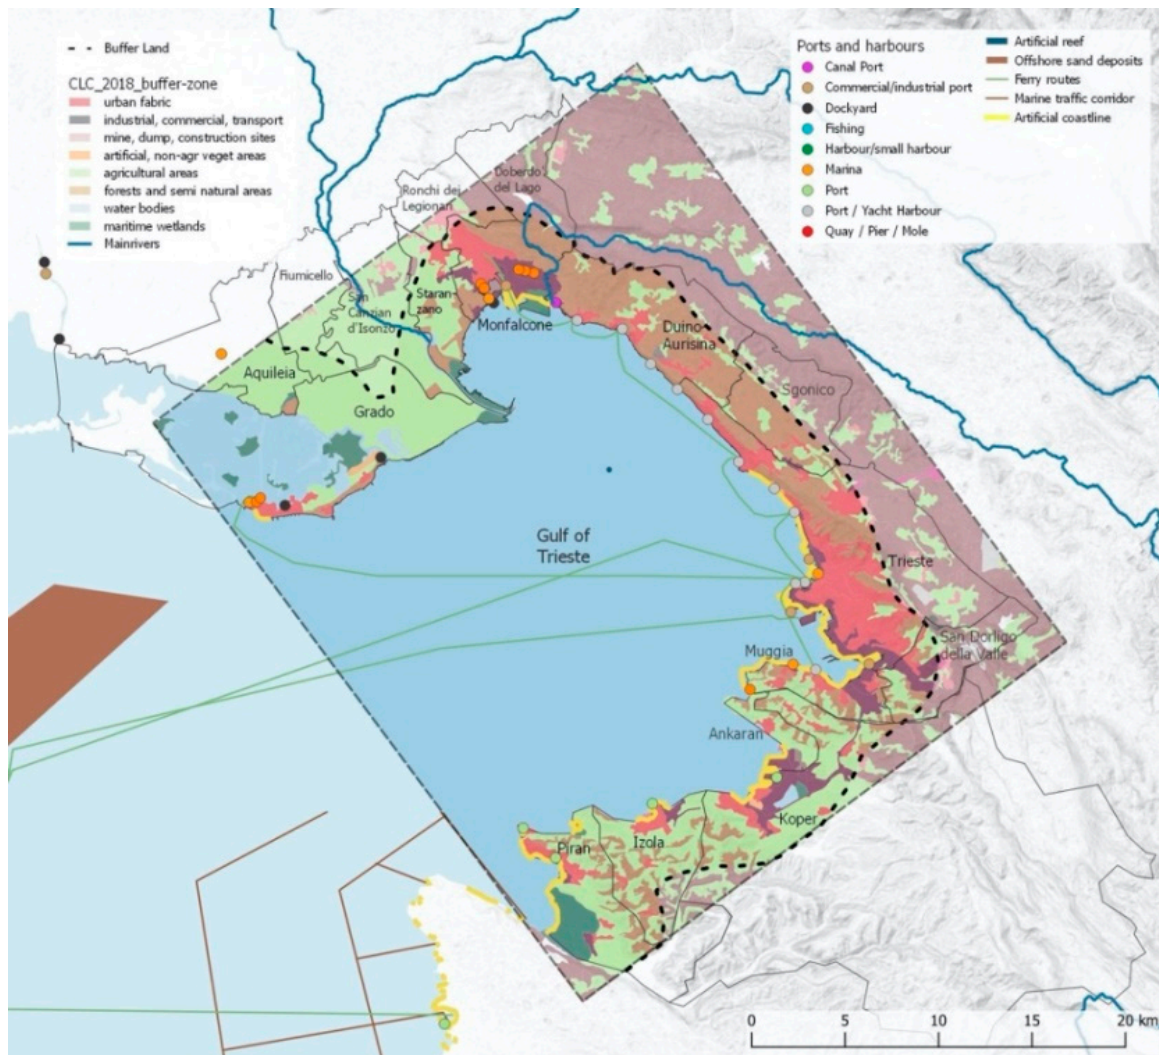 Buffer Land
CLC_2018_buffer-zone
urban fabric
industrial, commercial, transport
mine, dump, construction sites
artificial, non-agr veget areas
agricultural areas
forests and semi natural areas
water bodies
maritime wetlands
Mainrivers
Ports and harbours
Canal Port
Commercial/industrial port
Dockyard
Fishing
Harbour/small harbour
Marina
Port
Port / Yacht Harbour
Quay / Pier / Mole
Artificial reef
Offshore sand deposits
Ferry routes
Marine traffic corridor
Artificial coastline
Doberdò
del Lago
Ronchi dei
Legionari
Fiumicello
San
Canzian
d'Isonzo
Staran-
zano
Monfalcone
Duino-
Aurisina
Aquileia
Grado
Sgonico
Gulf of
Trieste
Trieste
San Dorligo
della Valle
Muggia
Ankaran
Koper
Izola
Piran
0 5 10 15 20 km